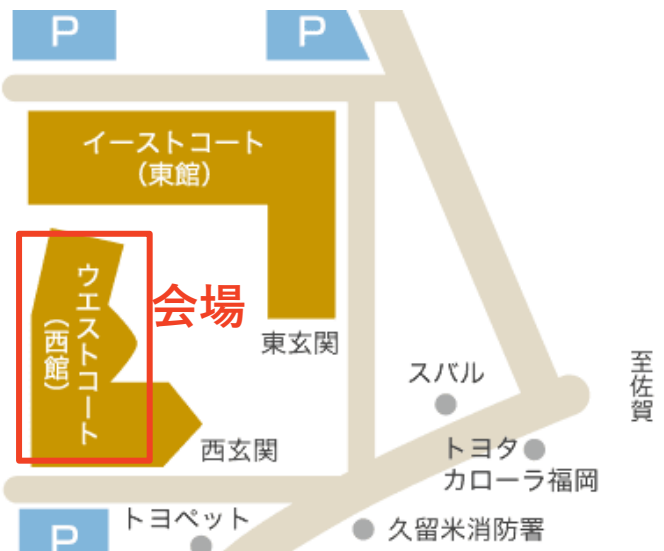 P
P
イーストコート
（東館）
ウエストコート
（西館）
会場
東玄関
スバル
至佐賀
西玄関
トヨタ
カローラ福岡
トヨペット
久留米消防署
P